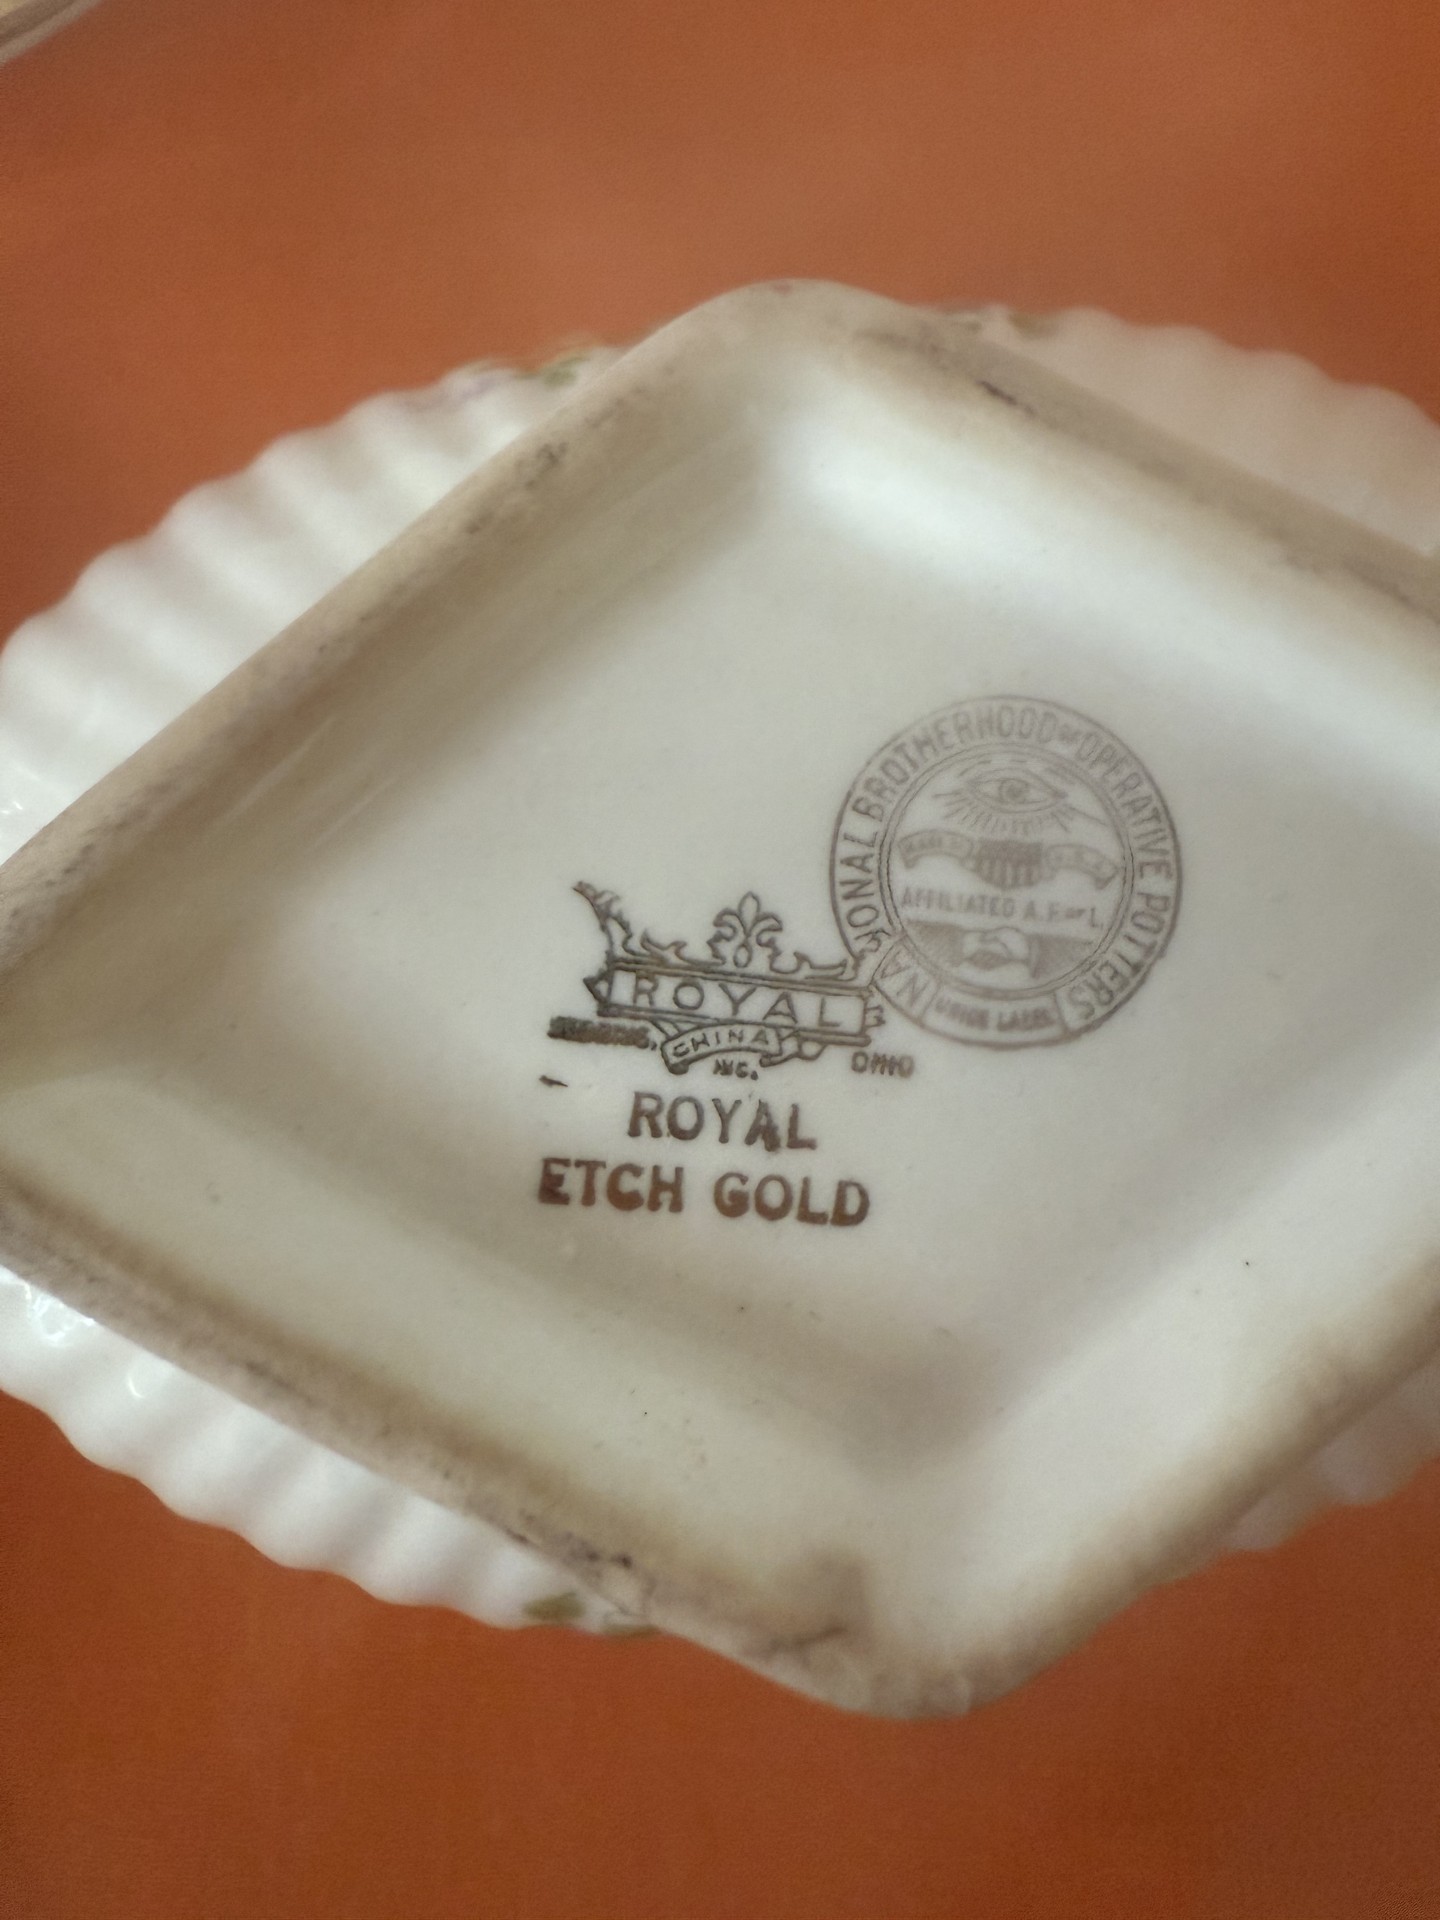 NATIONAL BROTHERHOOD OF OPERATIVE POTTERS
AFFILIATED A.F. OF L.
UNION LABEL
ROYAL
CHINA
INC.
OHIO
ROYAL
ETCH GOLD